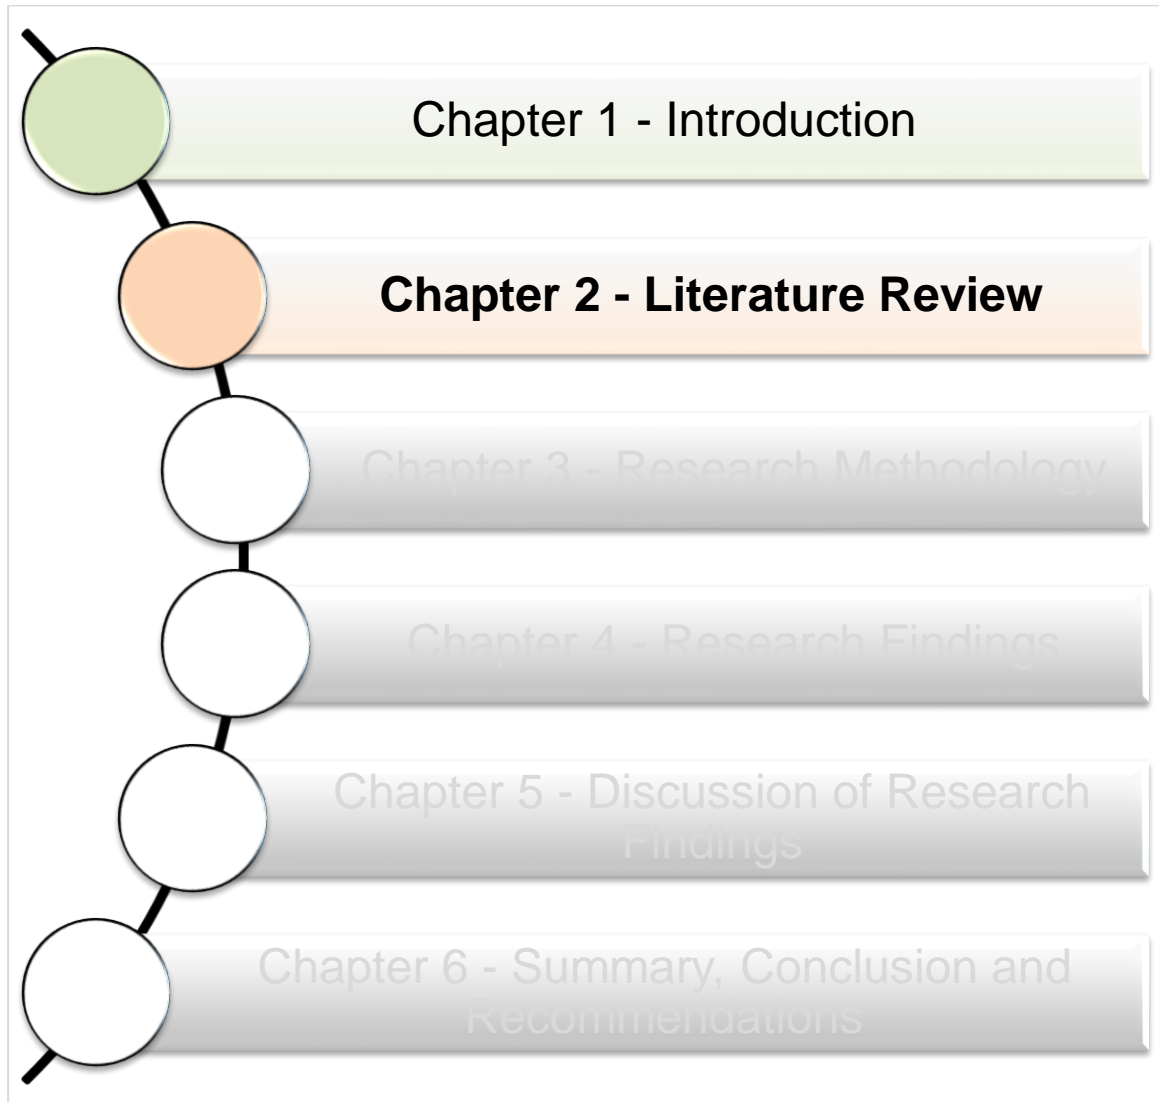 Chapter 1 - Introduction
Chapter 2 - Literature Review
Chapter 3 - Research Methodology
Chapter 4 - Research Findings
Chapter 5 - Discussion of Research
Findings
Chapter 6 - Summary, Conclusion and
Recommendations